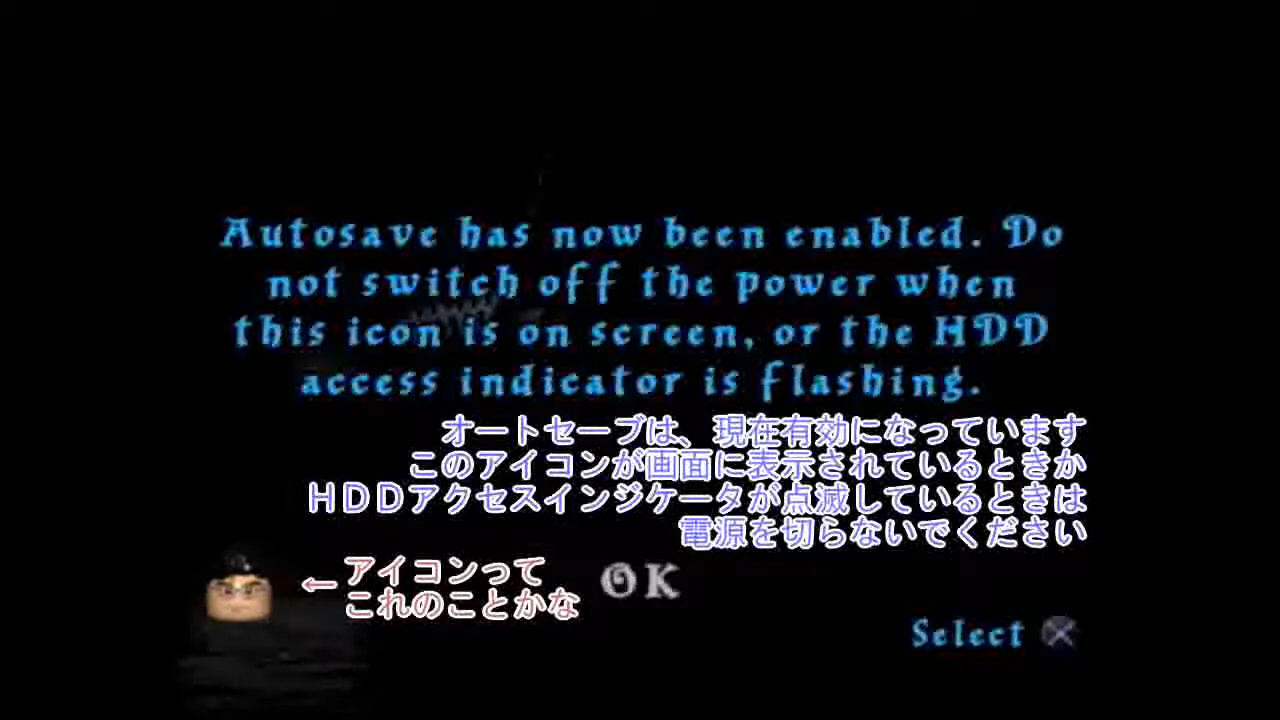 Autosave has now been enabled. Do
not switch off the power when
this icon is on screen, or the HDD
access indicator is flashing.
オートセーブは、現在有効になっています
このアイコンが画面に表示されているときか
HDDアクセスインジケータが点滅しているときは
電源を切らないでください
←アイコンって
これのことかな
OK
Select